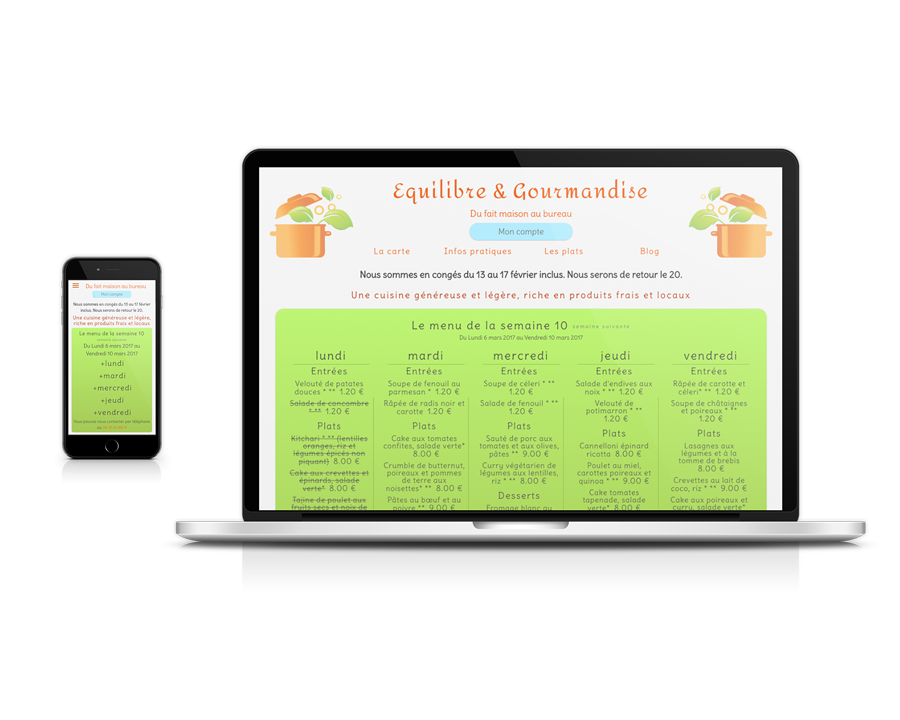 Equilibre & Gourmandise
Du fait maison au bureau
Mon compte
La carte Infos pratiques Les plats Blog
Nous sommes en congés du 13 au 17 février inclus. Nous serons de retour le 20.
Une cuisine généreuse et légère, riche en produits frais et locaux
Le menu de la semaine 10 semaine suivante
Du Lundi 6 mars 2017 au Vendredi 10 mars 2017
lundi
Entrées
Velouté de patates
douces * ** 1.20 €
Salade de concombre
* ** 1.20 €
Plats
Kitchari * ** (lentilles
oranges, riz et
légumes épicés non
piquant) 8.00 €
Cake aux crevettes et
épinards, salade
verte* 8.00 €
Tajine de poulet aux
fruits secs et noix de
mardi
Entrées
Soupe de fenouil au
parmesan * 1.20 €
Râpée de radis noir et
carotte 1.20 €
Plats
Cake aux tomates
confites, salade verte*
8.00 €
Crumble de butternut,
poireaux et pommes
de terre aux
noisettes** 8.00 €
Pâtes au bœuf et au
poivre ** 9.00 €
mercredi
Entrées
Soupe de céleri * **
1.20 €
Salade de fenouil * **
1.20 €
Plats
Sauté de porc aux
tomates et aux olives,
pâtes ** 9.00 €
Curry végétarien de
légumes aux lentilles,
riz * ** 8.00 €
Desserts
Fromage blanc au
jeudi
Entrées
Salade d'endives aux
noix * ** 1.20 €
Velouté de
potimarron * **
1.20 €
Plats
Cannelloni épinard
ricotta 8.00 €
Poulet au miel,
carottes poireaux et
quinoa * ** 9.00 €
Cake tomates
tapenade, salade
verte* 8.00 €
vendredi
Entrées
Râpée de carotte et
céleri* ** 1.20 €
Soupe de châtaignes
et poireaux * **
1.20 €
Plats
Lasagnes aux
légumes et à la
tomme de brebis
8.00 €
Crevettes au lait de
coco, riz * ** 9.00 €
Cake aux poireaux et
curry, salade verte*
Du fait maison au bureau
Mon compte
Nous sommes en congés du 13 au 17 février
inclus. Nous serons de retour le 20.
Une cuisine généreuse et légère,
riche en produits frais et locaux
Le menu de la semaine 10
Du Lundi 6 mars 2017 au
Vendredi 10 mars 2017
+lundi
+mardi
+mercredi
+jeudi
+vendredi
Vous pouvez nous contacter par téléphone